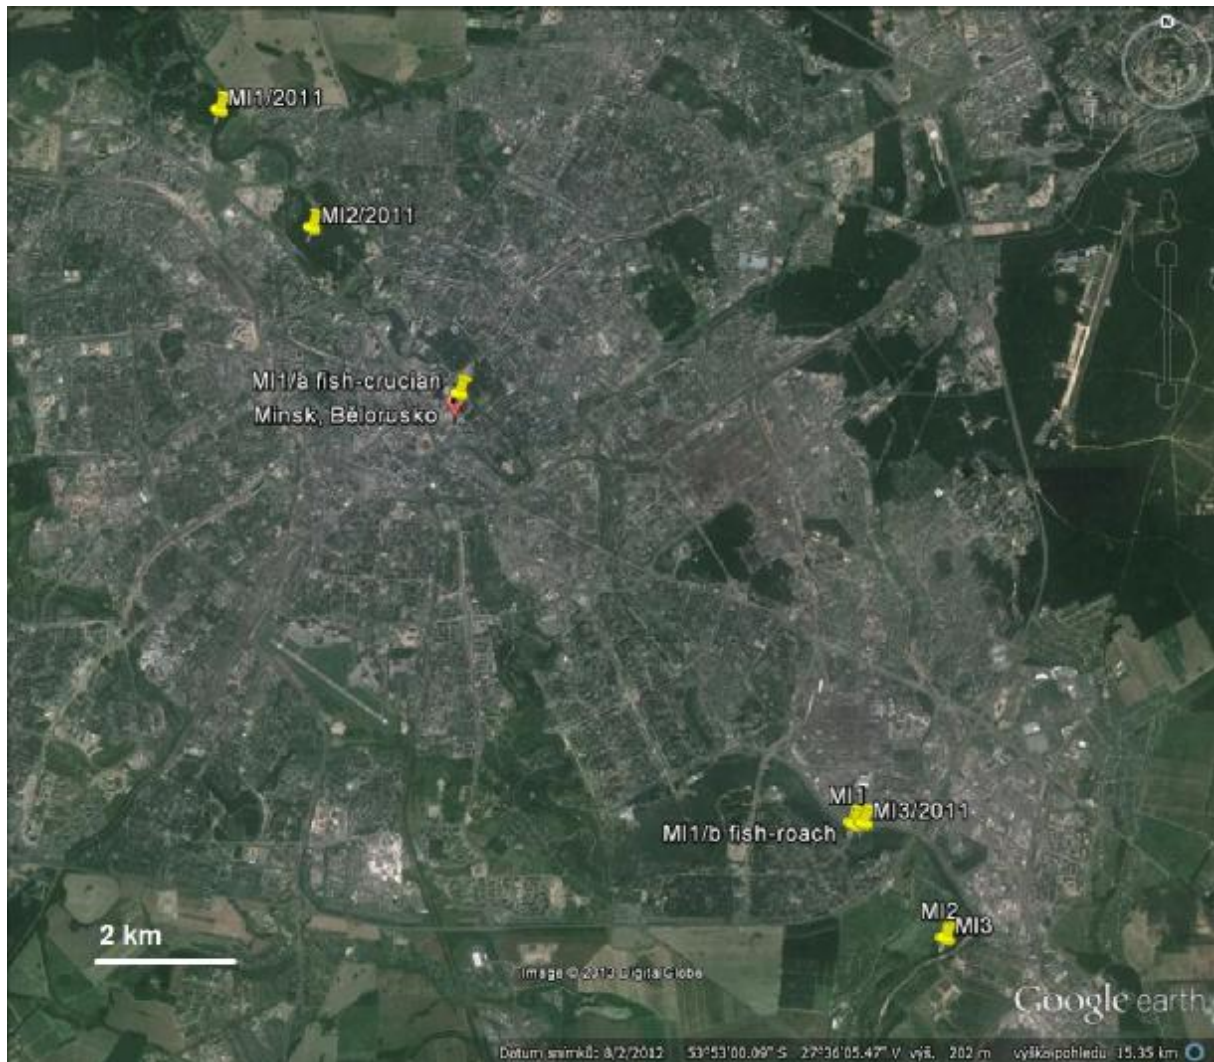 N
MI1/2011
MI2/2011
MI1/a fish-crucian
Minsk, Bělorusko
MI1
MI3/2011
MI1/b fish-roach
MI2
MI3
2 km
Image © 2013 DigitalGlobe
Google earth
Datum snímků: 8/2/2012 53°53'00.09" S 27°36'05.47" V výš. 202 m výška pohledu 15.35 km